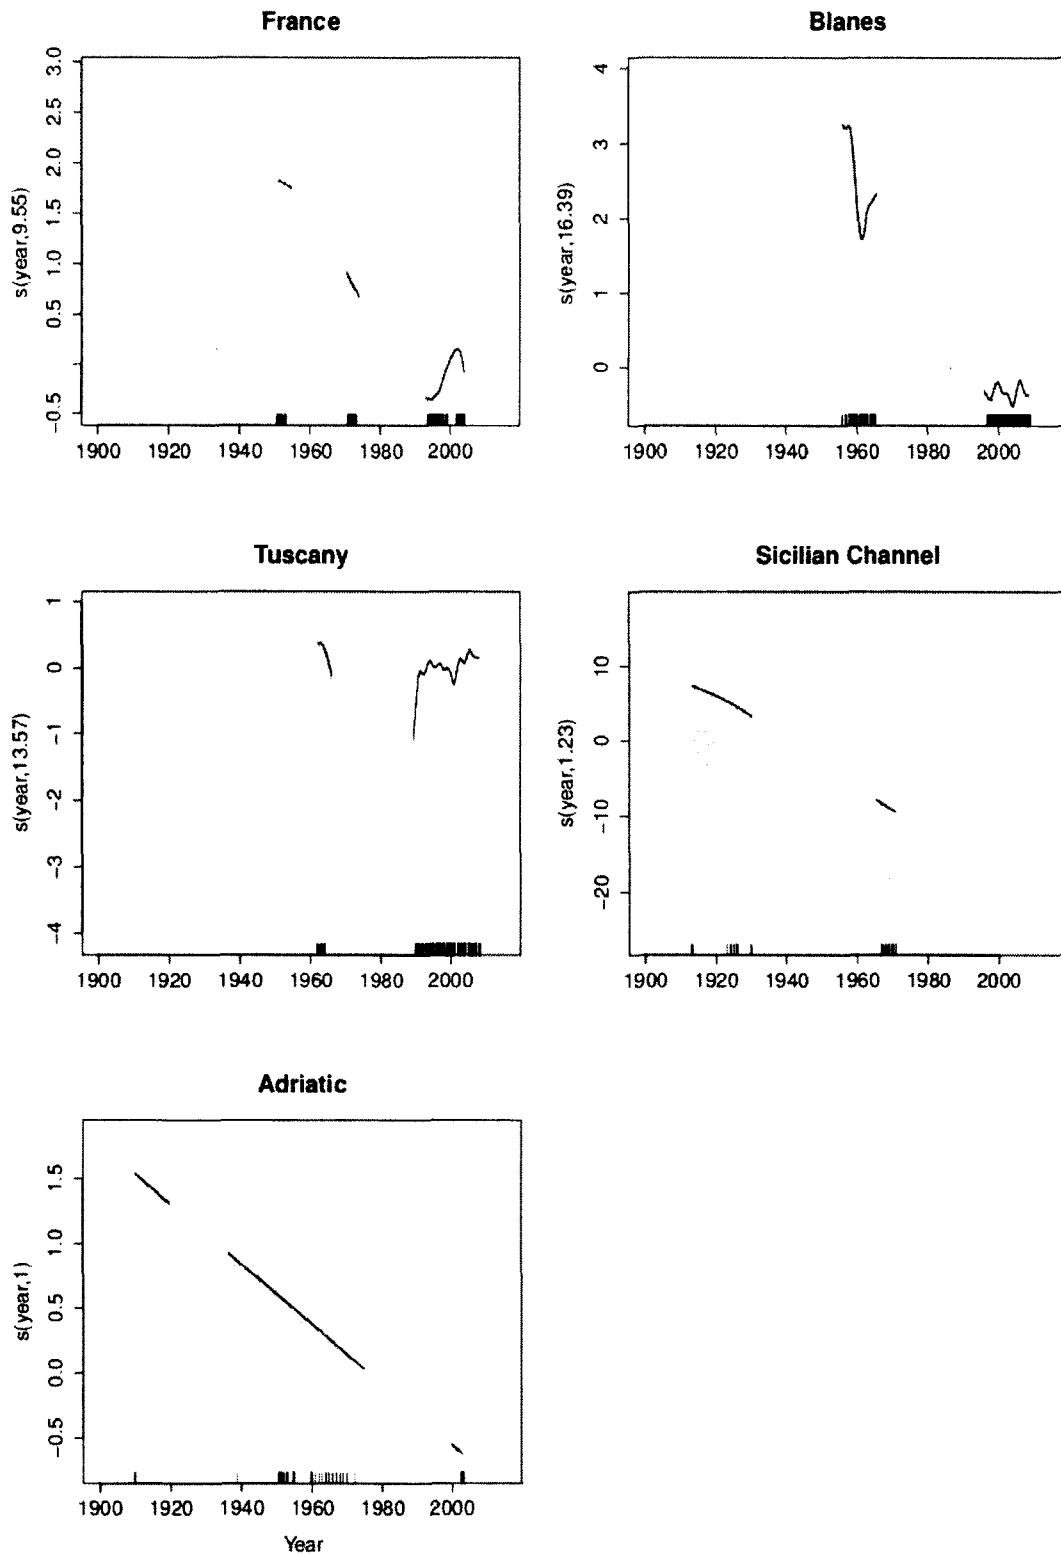 France
3.0
2.5
2.0
1.5
1.0
0.5
−0.5
s(year,9.55)
1900 1920 1940 1960 1980 2000
Blanes
4
3
2
1
0
s(year,16.39)
1900 1920 1940 1960 1980 2000
Tuscany
1
0
−1
−2
−3
−4
s(year,13.57)
1900 1920 1940 1960 1980 2000
Sicilian Channel
10
0
−10
−20
s(year,1.23)
1900 1920 1940 1960 1980 2000
Adriatic
1.5
1.0
0.5
0.0
−0.5
s(year,1)
1900 1920 1940 1960 1980 2000
Year